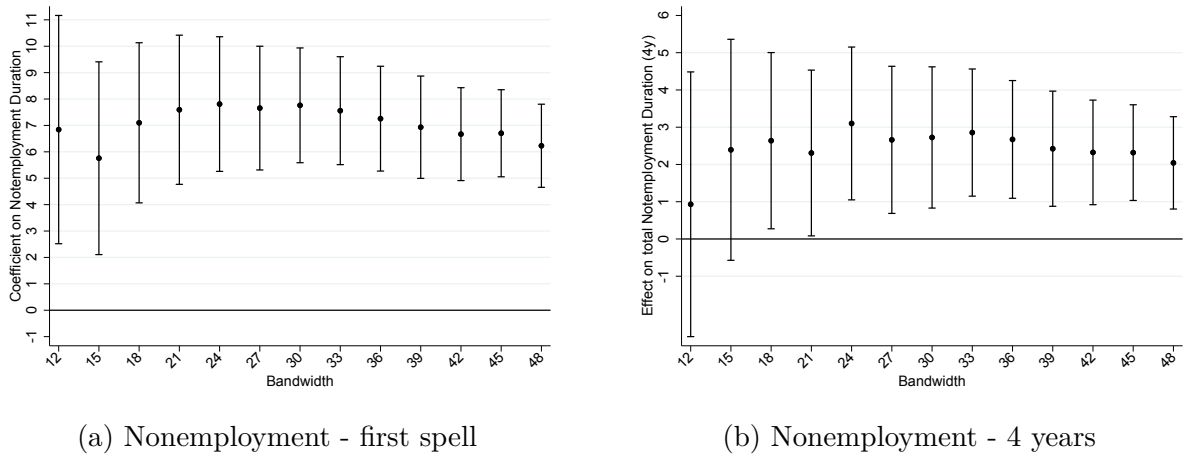 Coefficient on Notemployment Duration
11
10
9
8
7
6
5
4
3
2
1
0
-1
12 15 18 21 24 27 30 33 36 39 42 45 48
Bandwidth
(a) Nonemployment - first spell
Effect on total Notemployment Duration (4y)
6
5
4
3
2
1
0
-1
12 15 18 21 24 27 30 33 36 39 42 45 48
Bandwidth
(b) Nonemployment - 4 years